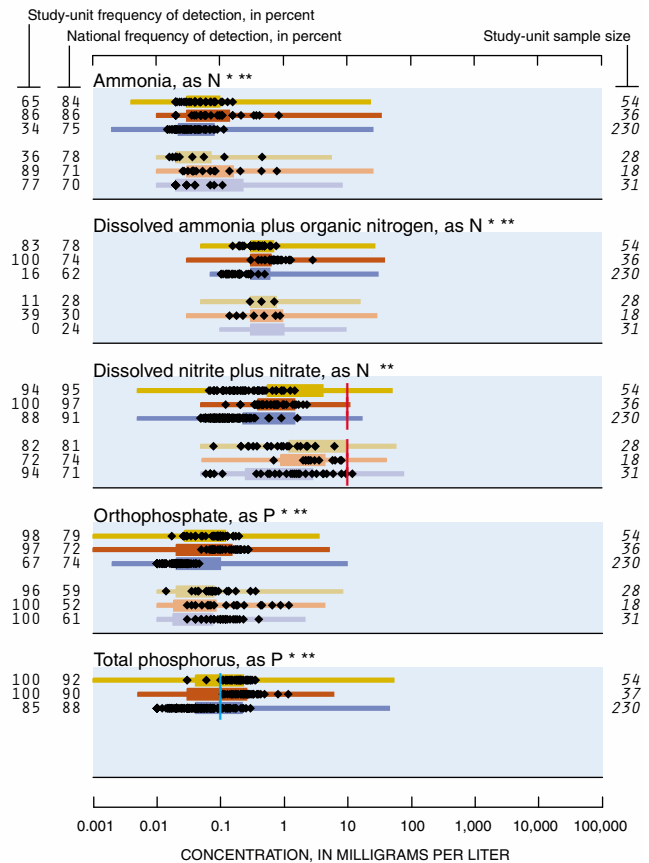 Study-unit frequency of detection, in percent
National frequency of detection, in percent
Study-unit sample size
Ammonia, as N * **
65 84 54
86 86 36
34 75 230
36 78 28
89 71 18
77 70 31
Dissolved ammonia plus organic nitrogen, as N * **
83 78 54
100 74 36
16 62 230
11 28 28
39 30 18
0 24 31
Dissolved nitrite plus nitrate, as N **
94 95 54
100 97 36
88 91 230
82 81 28
72 74 18
94 71 31
Orthophosphate, as P * **
98 79 54
97 72 36
67 74 230
96 59 28
100 52 18
100 61 31
Total phosphorus, as P * **
100 92 54
100 90 37
85 88 230
0.001 0.01 0.1 1 10 100 1,000 10,000 100,000
CONCENTRATION, IN MILLIGRAMS PER LITER